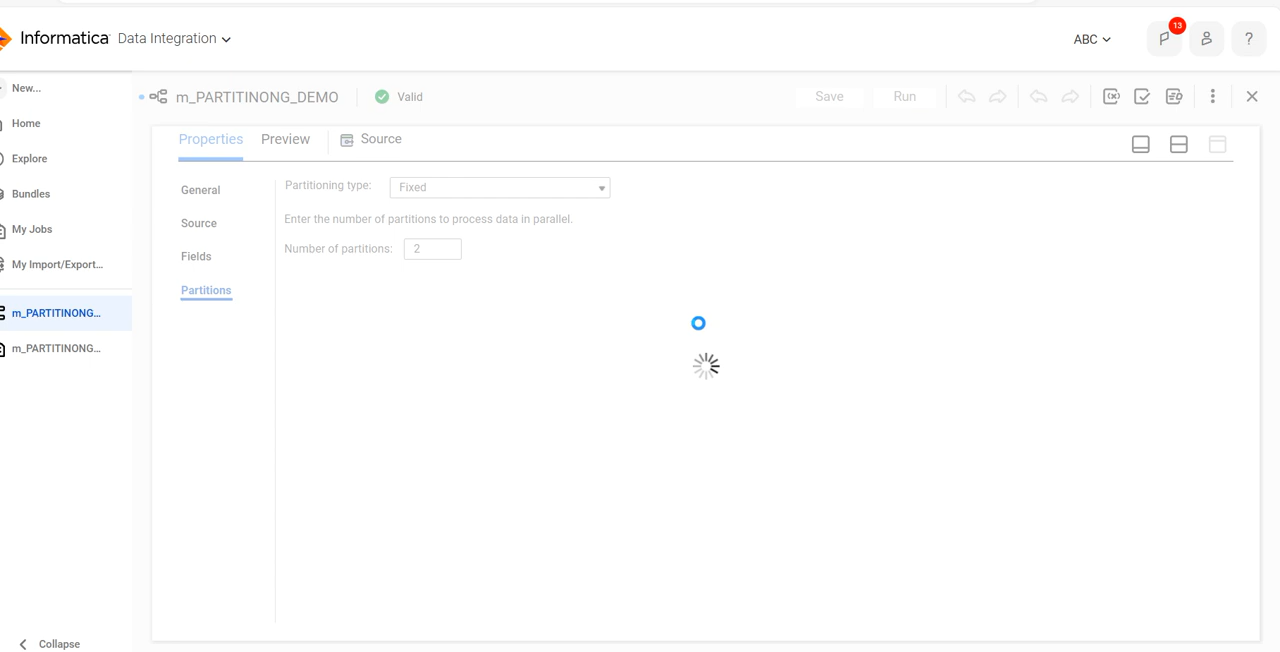 Informatica Data Integration
ABC
13
?
New...
Home
Explore
Bundles
My Jobs
My Import/Export...
m_PARTITINONG...
m_PARTITINONG...
Collapse
m_PARTITINONG_DEMO
Valid
Save
Run
Properties
Preview
Source
General
Source
Fields
Partitions
Partitioning type: Fixed
Enter the number of partitions to process data in parallel.
Number of partitions: 2